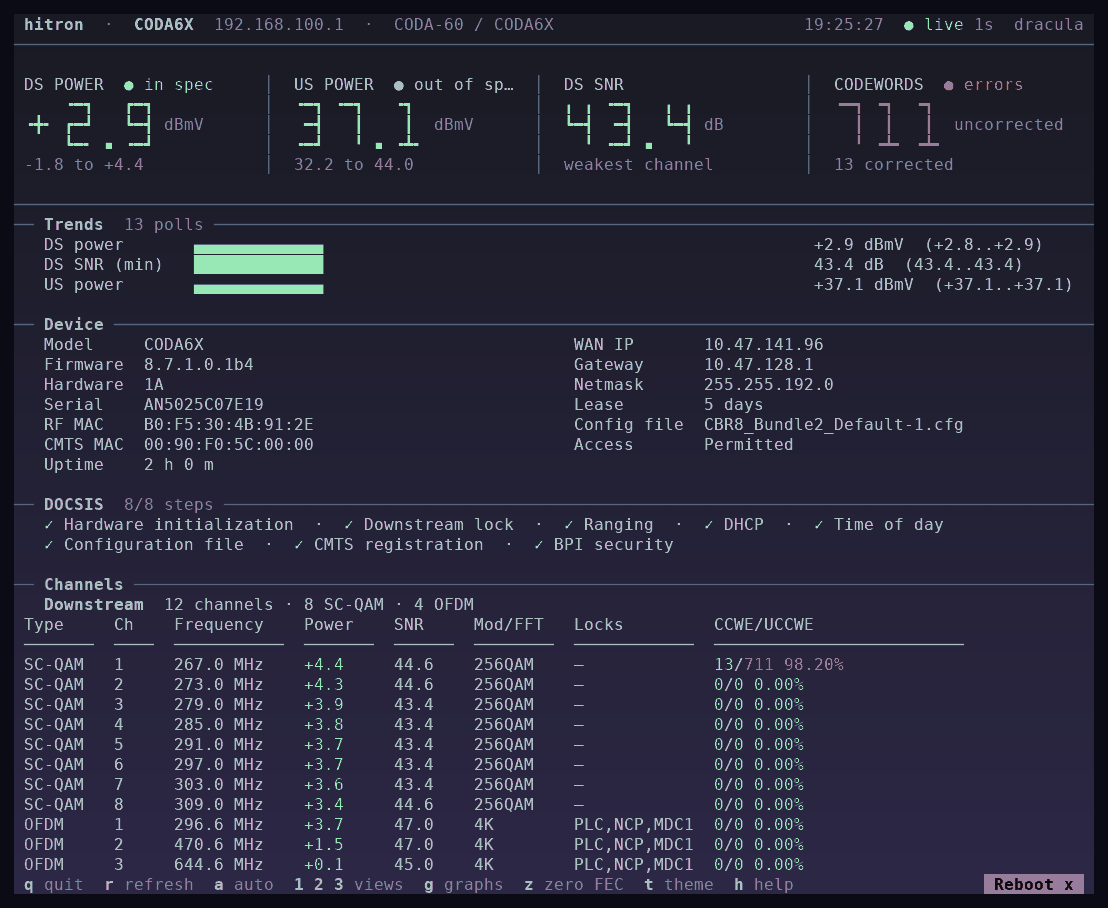 hitron · CODA6X 192.168.100.1 · CODA-60 / CODA6X 19:25:27 ● live 1s dracula
DS POWER ● in spec │ US POWER ● out of sp… │ DS SNR │ CODEWORDS ● errors
+2.9 dBmV │ 37.1 dBmV │ 43.4 dB │ 711 uncorrected
-1.8 to +4.4 │ 32.2 to 44.0 │ weakest channel │ 13 corrected
Trends 13 polls
DS power +2.9 dBmV (+2.8..+2.9)
DS SNR (min) 43.4 dB (43.4..43.4)
US power +37.1 dBmV (+37.1..+37.1)
Device
Model CODA6X WAN IP 10.47.141.96
Firmware 8.7.1.0.1b4 Gateway 10.47.128.1
Hardware 1A Netmask 255.255.192.0
Serial AN5025C07E19 Lease 5 days
RF MAC B0:F5:30:4B:91:2E Config file CBR8_Bundle2_Default-1.cfg
CMTS MAC 00:90:F0:5C:00:00 Access Permitted
Uptime 2 h 0 m
DOCSIS 8/8 steps
✓ Hardware initialization · ✓ Downstream lock · ✓ Ranging · ✓ DHCP · ✓ Time of day
✓ Configuration file · ✓ CMTS registration · ✓ BPI security
Channels
Downstream 12 channels · 8 SC-QAM · 4 OFDM
Type Ch Frequency Power SNR Mod/FFT Locks CCWE/UCCWE
SC-QAM 1 267.0 MHz +4.4 44.6 256QAM — 13/711 98.20%
SC-QAM 2 273.0 MHz +4.3 44.6 256QAM — 0/0 0.00%
SC-QAM 3 279.0 MHz +3.9 43.4 256QAM — 0/0 0.00%
SC-QAM 4 285.0 MHz +3.8 43.4 256QAM — 0/0 0.00%
SC-QAM 5 291.0 MHz +3.7 43.4 256QAM — 0/0 0.00%
SC-QAM 6 297.0 MHz +3.7 43.4 256QAM — 0/0 0.00%
SC-QAM 7 303.0 MHz +3.6 43.4 256QAM — 0/0 0.00%
SC-QAM 8 309.0 MHz +3.4 44.6 256QAM — 0/0 0.00%
OFDM 1 296.6 MHz +3.7 47.0 4K PLC,NCP,MDC1 0/0 0.00%
OFDM 2 470.6 MHz +1.5 47.0 4K PLC,NCP,MDC1 0/0 0.00%
OFDM 3 644.6 MHz +0.1 45.0 4K PLC,NCP,MDC1 0/0 0.00%
q quit r refresh a auto 1 2 3 views g graphs z zero FEC t theme h help Reboot x